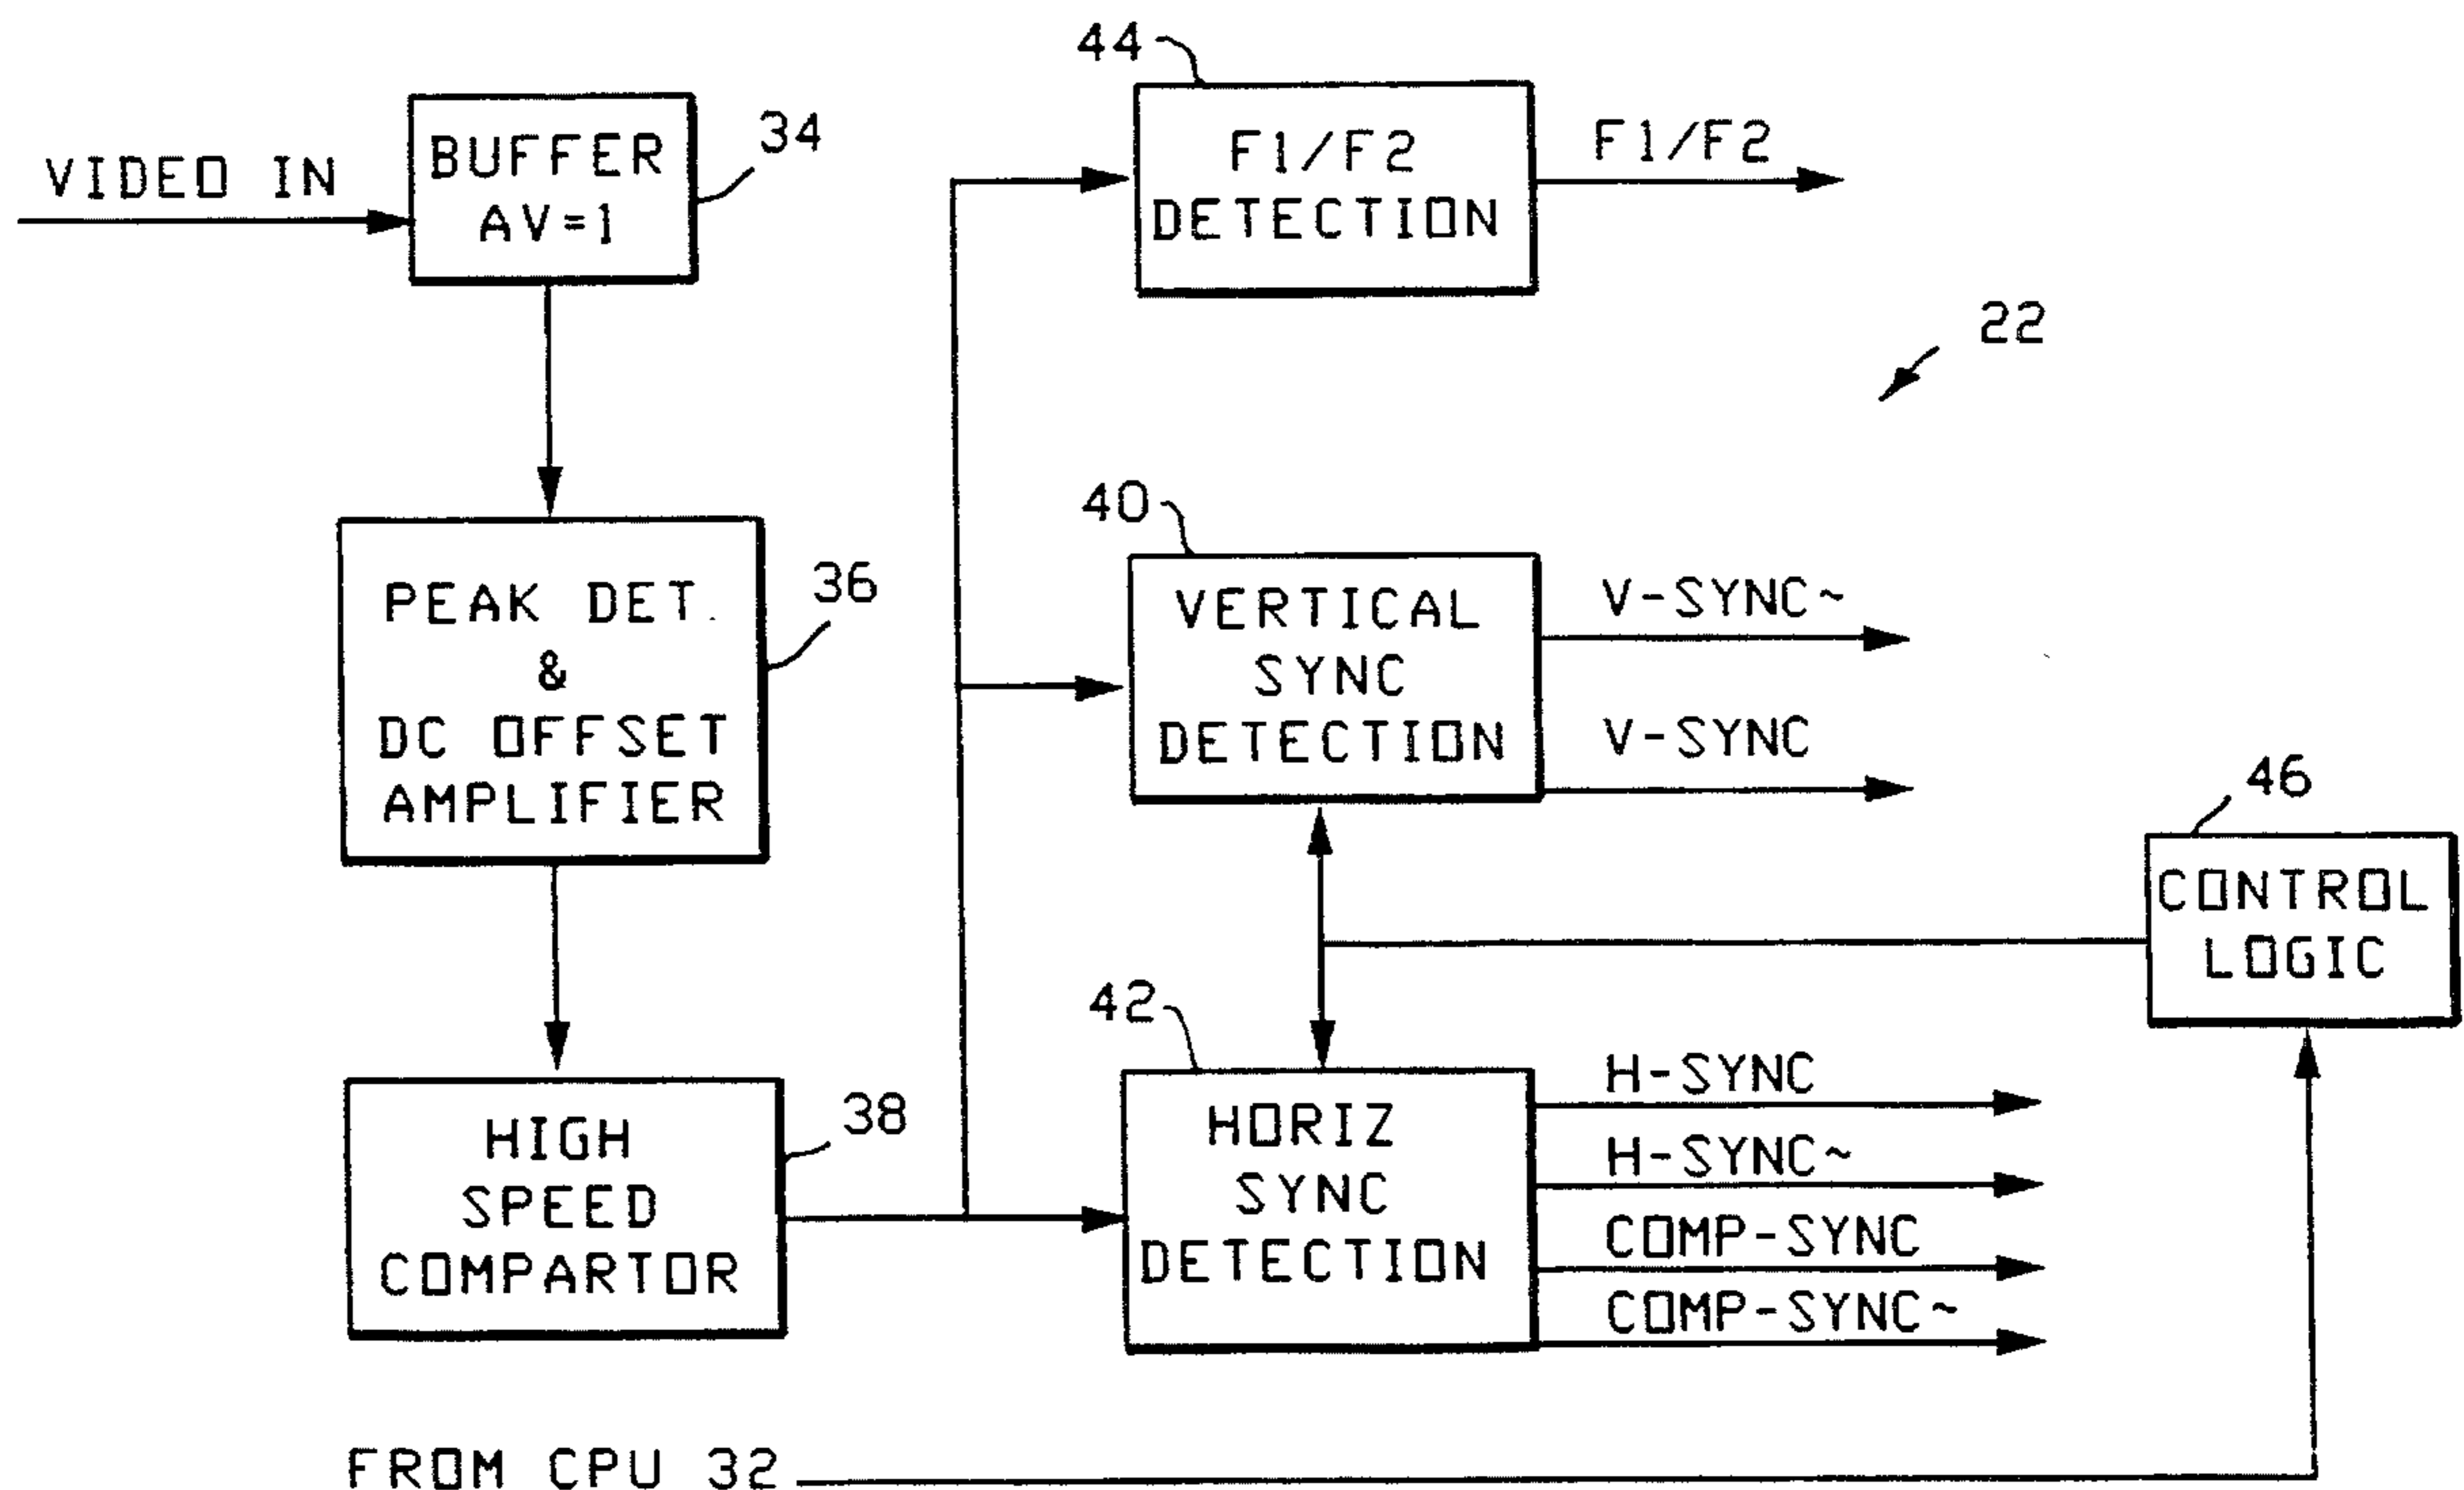 44
BUFFER
AV=1
34
VIDEO IN
F1/F2
DETECTION
F1/F2
22
40
PEAK DET.
&
DC OFFSET
AMPLIFIER
36
VERTICAL
SYNC
DETECTION
V-SYNC~
V-SYNC
46
CONTROL
LOGIC
42
HIGH
SPEED
COMPARTOR
38
HORIZ
SYNC
DETECTION
H-SYNC
H-SYNC~
COMP-SYNC
COMP-SYNC~
FROM CPU 32